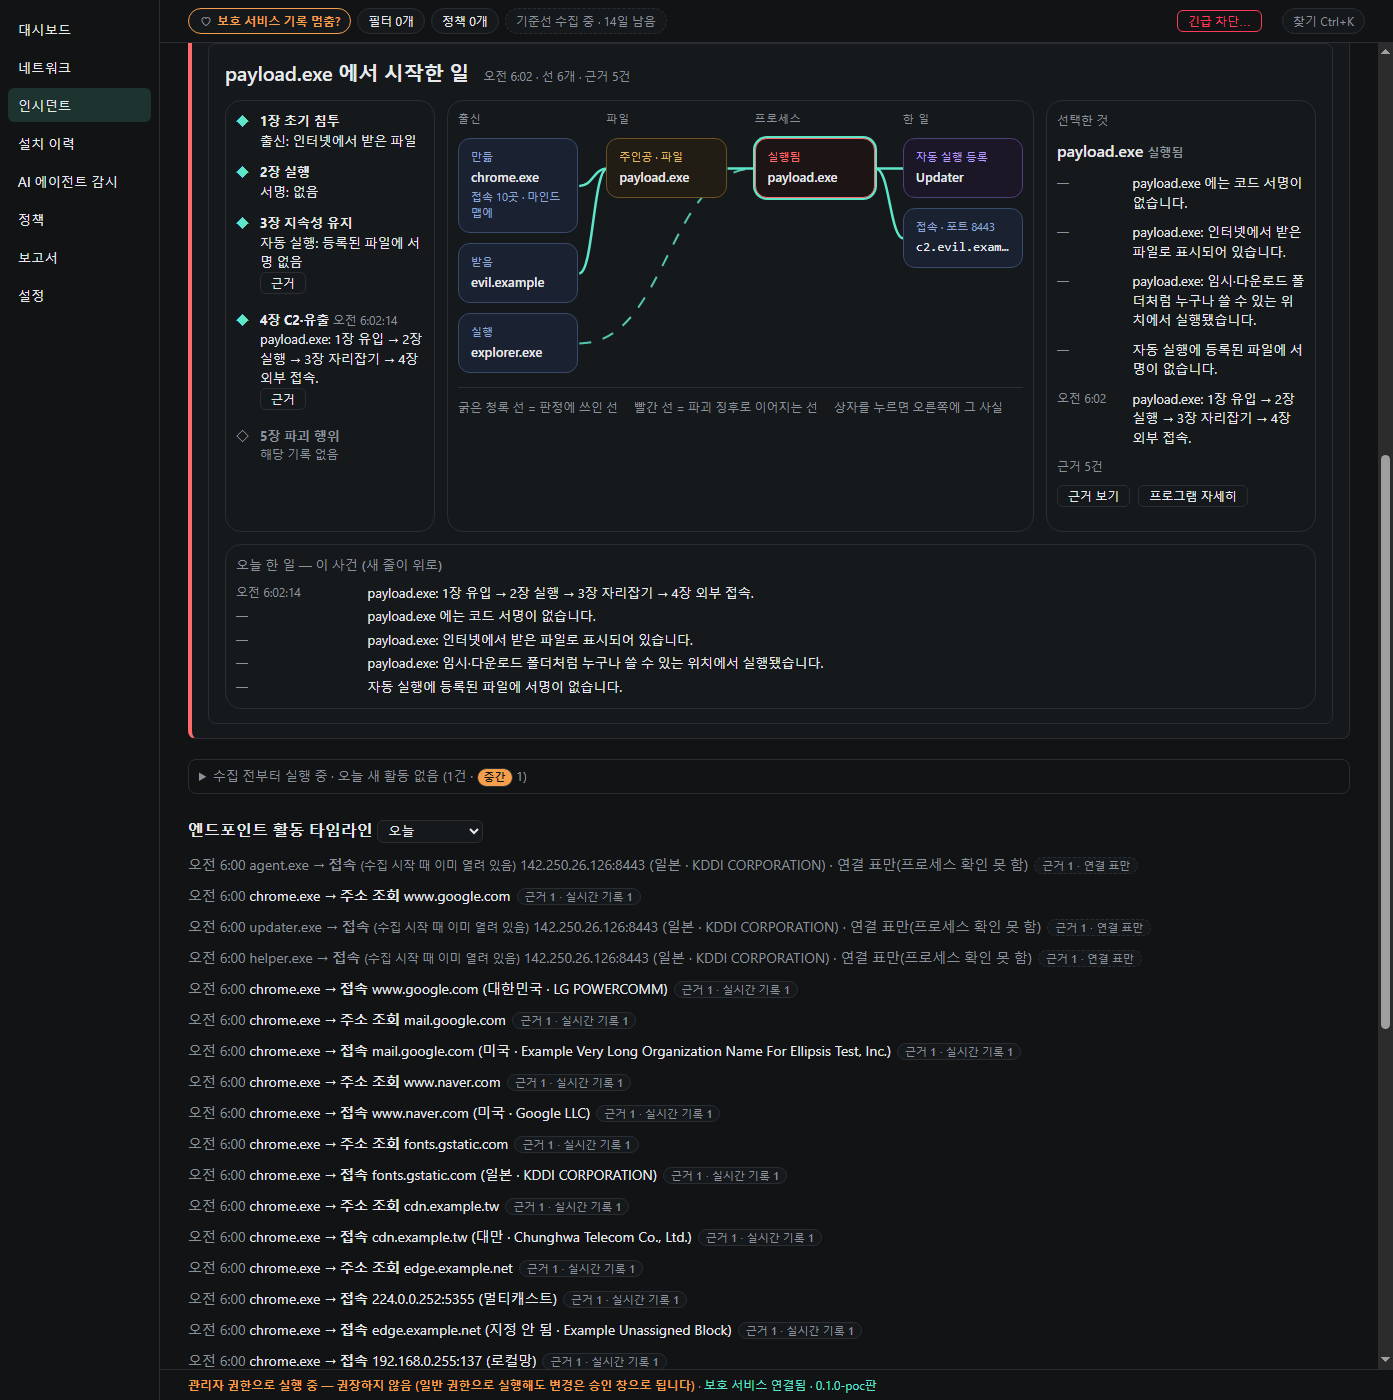 대시보드
네트워크
인시던트
설치 이력
AI 에이전트 감시
정책
보고서
설정
♡ 보호 서비스 기록 멈춤?
필터 0개
정책 0개
기준선 수집 중 · 14일 남음
긴급 차단...
찾기 Ctrl+K
payload.exe 에서 시작한 일
오전 6:02 · 선 6개 · 근거 5건
1장 초기 침투
출신: 인터넷에서 받은 파일
2장 실행
서명: 없음
3장 지속성 유지
자동 실행: 등록된 파일에 서
명 없음
근거
4장 C2·유출 오전 6:02:14
payload.exe: 1장 유입 → 2장
실행 → 3장 자리잡기 → 4장
외부 접속.
근거
5장 파괴 행위
해당 기록 없음
출신
파일
프로세스
한 일
만듦
chrome.exe
접속 10곳 · 마인드
맵에
받음
evil.example
실행
explorer.exe
주인공 · 파일
payload.exe
실행됨
payload.exe
자동 실행 등록
Updater
접속 · 포트 8443
c2.evil.exam…
굵은 청록 선 = 판정에 쓰인 선
빨간 선 = 파괴 징후로 이어지는 선
상자를 누르면 오른쪽에 그 사실
선택한 것
payload.exe 실행됨
— payload.exe 에는 코드 서명이
없습니다.
— payload.exe: 인터넷에서 받은
파일로 표시되어 있습니다.
— payload.exe: 임시·다운로드 폴
더처럼 누구나 쓸 수 있는 위
치에서 실행됐습니다.
— 자동 실행에 등록된 파일에 서
명이 없습니다.
오전 6:02 payload.exe: 1장 유입 → 2장
실행 → 3장 자리잡기 → 4장
외부 접속.
근거 5건
근거 보기
프로그램 자세히
오늘 한 일 — 이 사건 (새 줄이 위로)
오전 6:02:14 payload.exe: 1장 유입 → 2장 실행 → 3장 자리잡기 → 4장 외부 접속.
— payload.exe 에는 코드 서명이 없습니다.
— payload.exe: 인터넷에서 받은 파일로 표시되어 있습니다.
— payload.exe: 임시·다운로드 폴더처럼 누구나 쓸 수 있는 위치에서 실행됐습니다.
— 자동 실행에 등록된 파일에 서명이 없습니다.
▶ 수집 전부터 실행 중 · 오늘 새 활동 없음 (1건 · 중간 1)
엔드포인트 활동 타임라인 오늘
오전 6:00 agent.exe → 접속 (수집 시작 때 이미 열려 있음) 142.250.26.126:8443 (일본 · KDDI CORPORATION) · 연결 표만(프로세스 확인 못 함) 근거 1 · 연결 표만
오전 6:00 chrome.exe → 주소 조회 www.google.com 근거 1 · 실시간 기록 1
오전 6:00 updater.exe → 접속 (수집 시작 때 이미 열려 있음) 142.250.26.126:8443 (일본 · KDDI CORPORATION) · 연결 표만(프로세스 확인 못 함) 근거 1 · 연결 표만
오전 6:00 helper.exe → 접속 (수집 시작 때 이미 열려 있음) 142.250.26.126:8443 (일본 · KDDI CORPORATION) · 연결 표만(프로세스 확인 못 함) 근거 1 · 연결 표만
오전 6:00 chrome.exe → 접속 www.google.com (대한민국 · LG POWERCOMM) 근거 1 · 실시간 기록 1
오전 6:00 chrome.exe → 주소 조회 mail.google.com 근거 1 · 실시간 기록 1
오전 6:00 chrome.exe → 접속 mail.google.com (미국 · Example Very Long Organization Name For Ellipsis Test, Inc.) 근거 1 · 실시간 기록 1
오전 6:00 chrome.exe → 주소 조회 www.naver.com 근거 1 · 실시간 기록 1
오전 6:00 chrome.exe → 접속 www.naver.com (미국 · Google LLC) 근거 1 · 실시간 기록 1
오전 6:00 chrome.exe → 주소 조회 fonts.gstatic.com 근거 1 · 실시간 기록 1
오전 6:00 chrome.exe → 접속 fonts.gstatic.com (일본 · KDDI CORPORATION) 근거 1 · 실시간 기록 1
오전 6:00 chrome.exe → 주소 조회 cdn.example.tw 근거 1 · 실시간 기록 1
오전 6:00 chrome.exe → 접속 cdn.example.tw (대만 · Chunghwa Telecom Co., Ltd.) 근거 1 · 실시간 기록 1
오전 6:00 chrome.exe → 주소 조회 edge.example.net 근거 1 · 실시간 기록 1
오전 6:00 chrome.exe → 접속 224.0.0.252:5355 (멀티캐스트) 근거 1 · 실시간 기록 1
오전 6:00 chrome.exe → 접속 edge.example.net (지정 안 됨 · Example Unassigned Block) 근거 1 · 실시간 기록 1
오전 6:00 chrome.exe → 접속 192.168.0.255:137 (로컬망) 근거 1 · 실시간 기록 1
관리자 권한으로 실행 중 — 권장하지 않음 (일반 권한으로 실행해도 변경은 승인 창으로 됩니다) · 보호 서비스 연결됨 · 0.1.0-poc판